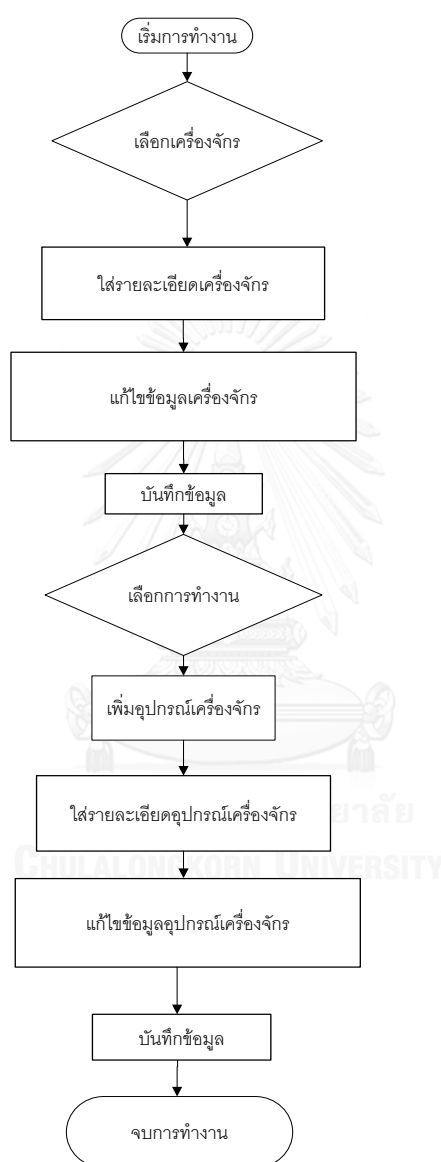 เริ่มการทำงาน
เลือกเครื่องจักร
ใส่รายละเอียดเครื่องจักร
แก้ไขข้อมูลเครื่องจักร
บันทึกข้อมูล
เลือกการทำงาน
เพิ่มอุปกรณ์เครื่องจักร
ใส่รายละเอียดอุปกรณ์เครื่องจักร
ยาลัย
CHULALONGKORN UNIVERSITY
แก้ไขข้อมูลอุปกรณ์เครื่องจักร
บันทึกข้อมูล
จบการทำงาน